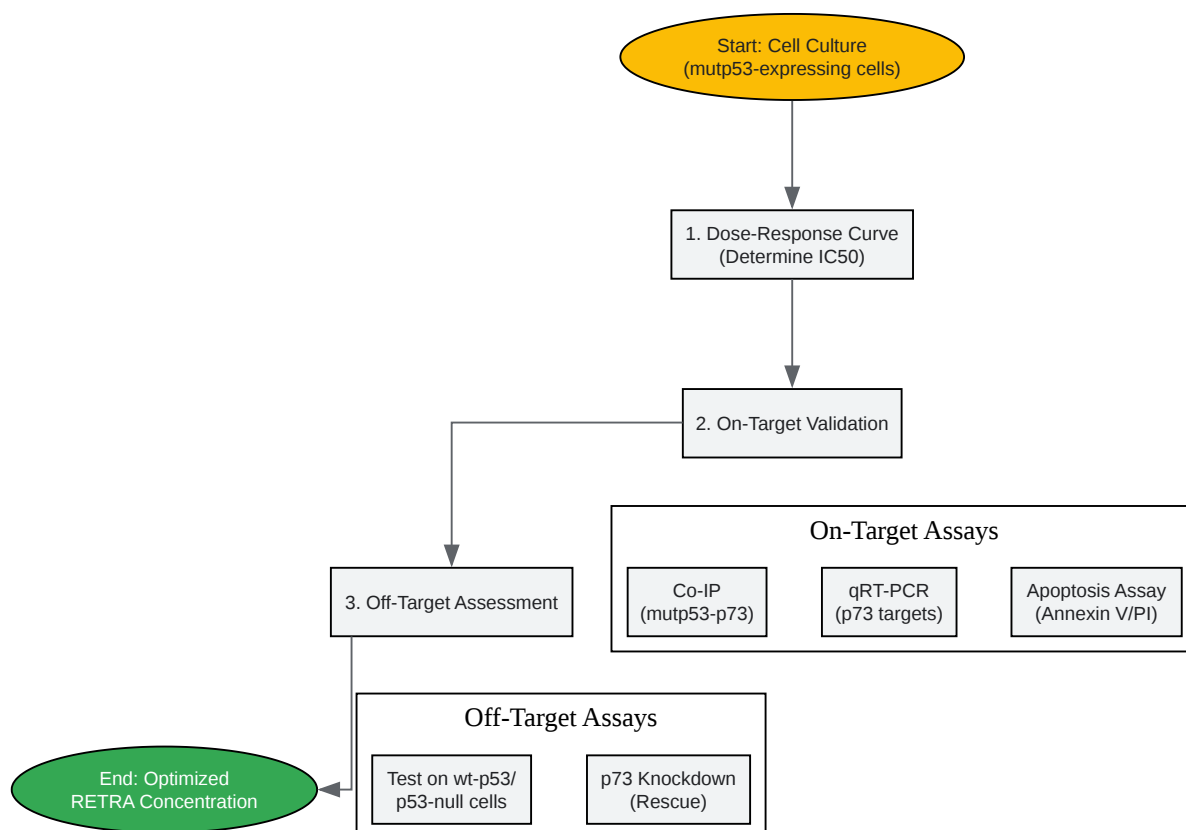 Start: Cell Culture
(mutp53-expressing cells)
1. Dose-Response Curve
(Determine IC50)
2. On-Target Validation
3. Off-Target Assessment
On-Target Assays
Co-IP
(mutp53-p73)
qRT-PCR
(p73 targets)
Apoptosis Assay
(Annexin V/PI)
Off-Target Assays
Test on wt-p53/
p53-null cells
p73 Knockdown
(Rescue)
End: Optimized
RETRA Concentration